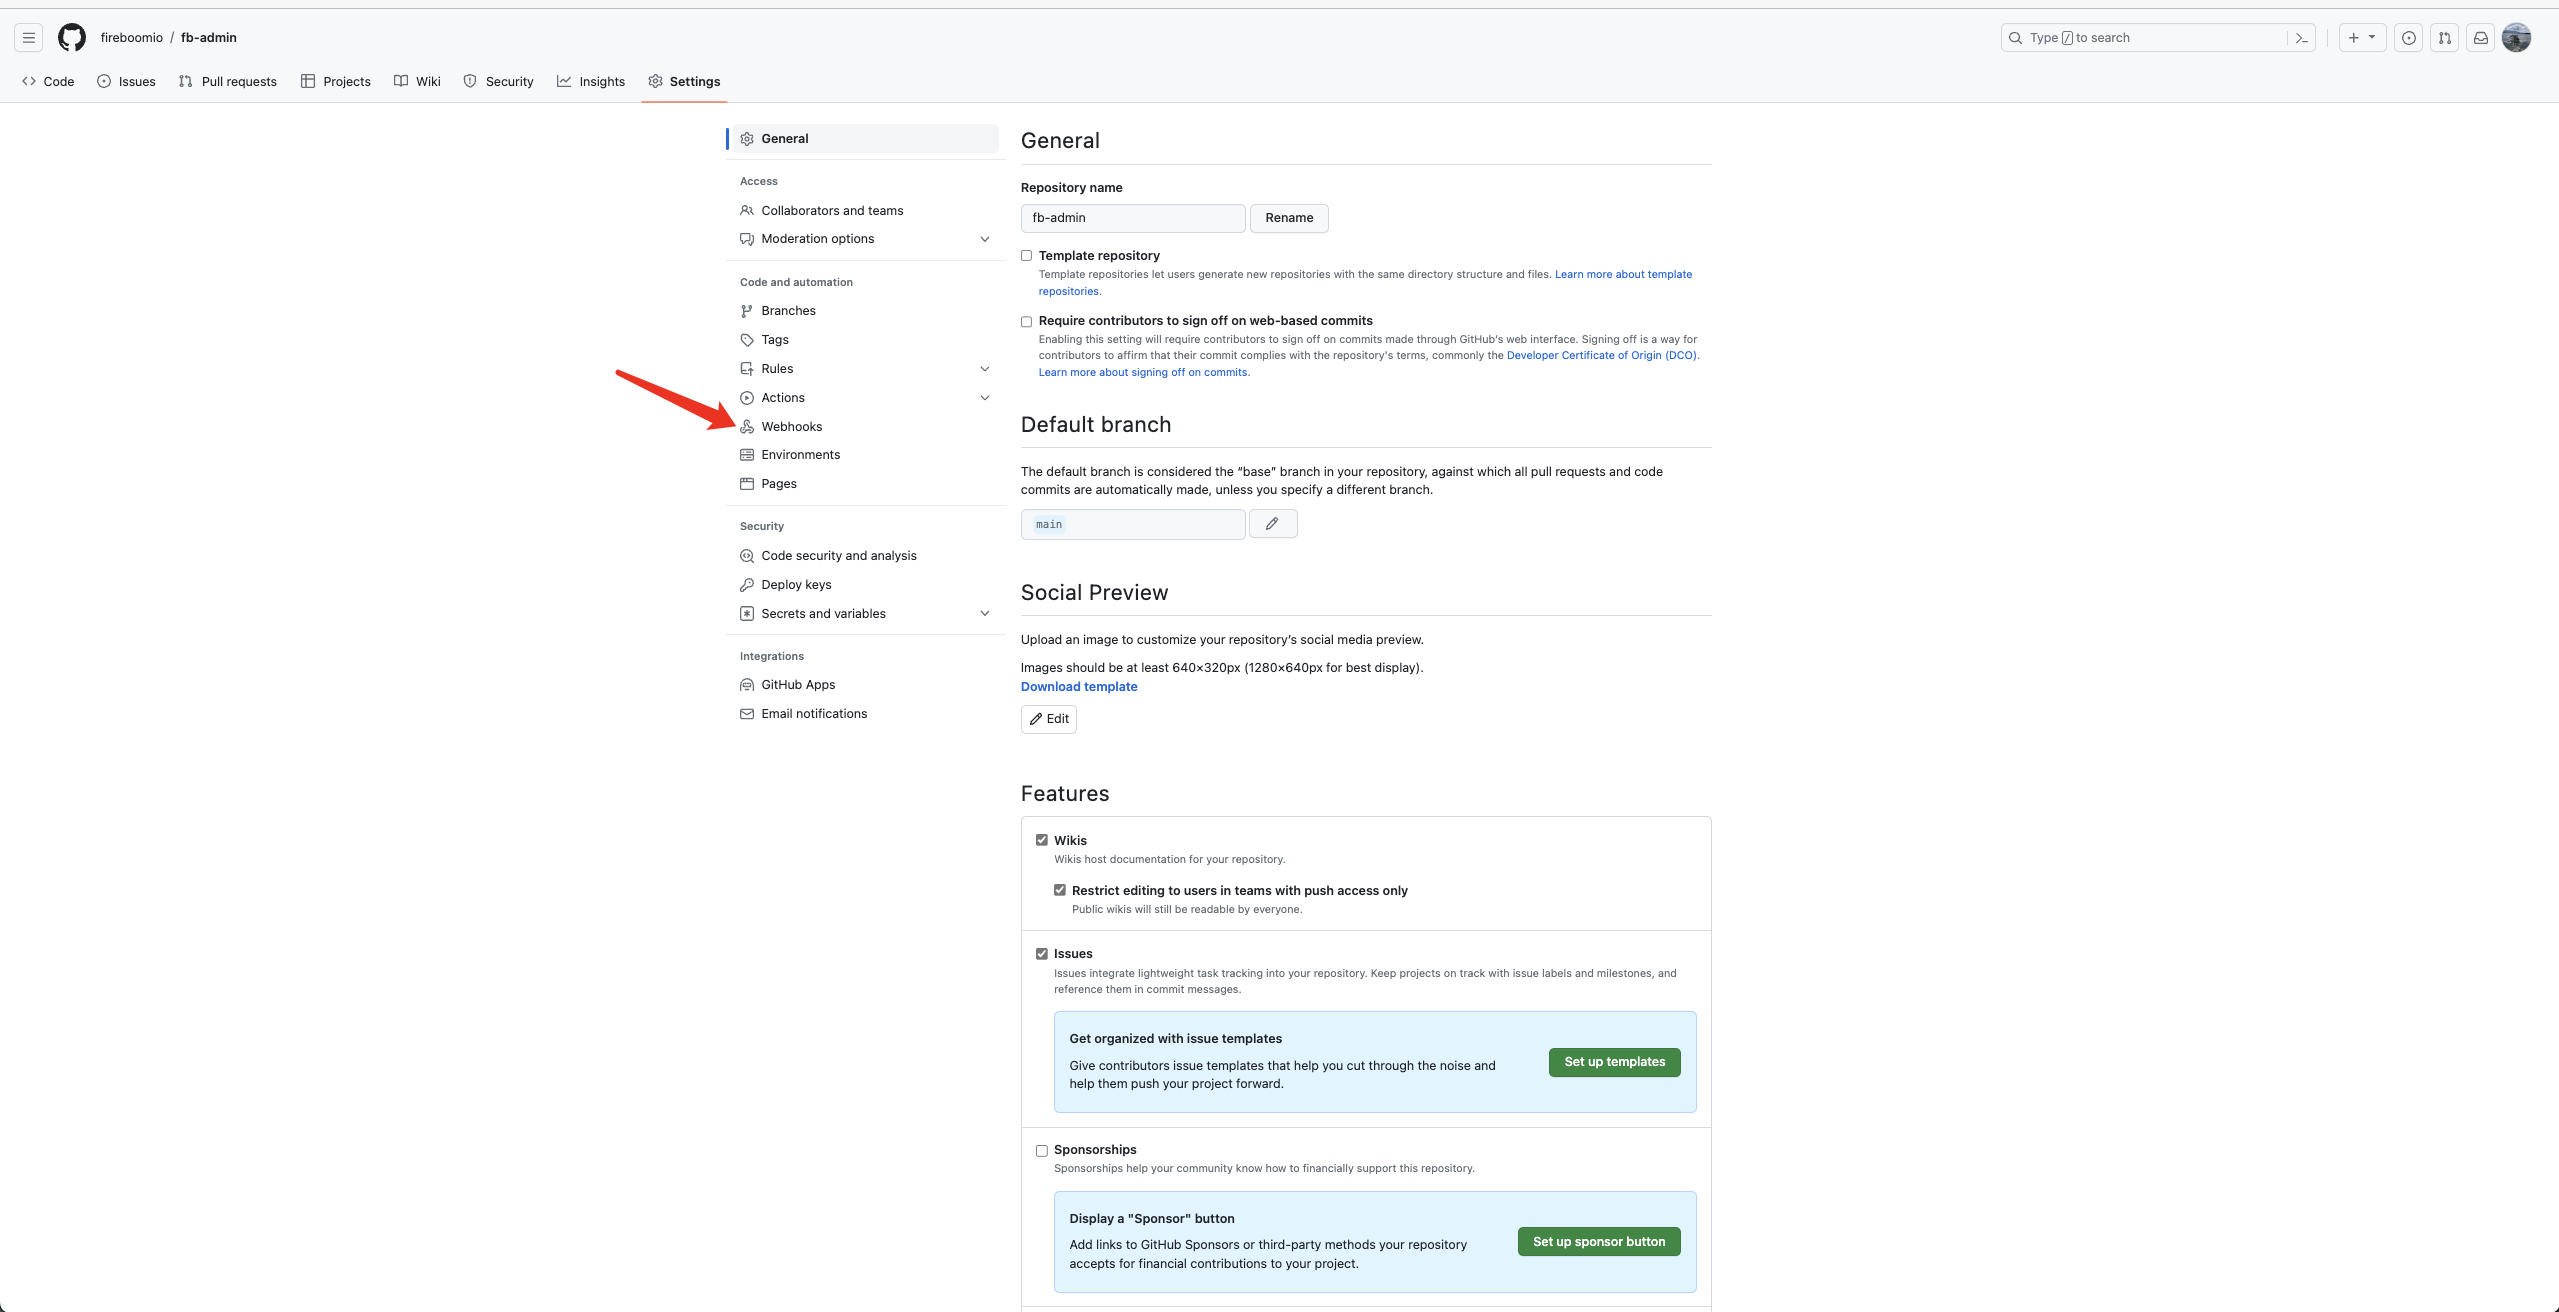 fireboomio / fb-admin
Type / to search
Code
Issues
Pull requests
Projects
Wiki
Security
Insights
Settings
General
Access
Collaborators and teams
Moderation options
Code and automation
Branches
Tags
Rules
Actions
Webhooks
Environments
Pages
Security
Code security and analysis
Deploy keys
Secrets and variables
Integrations
GitHub Apps
Email notifications
General
Repository name
fb-admin
Rename
Template repository
Template repositories let users generate new repositories with the same directory structure and files. Learn more about template
repositories.
Require contributors to sign off on web-based commits
Enabling this setting will require contributors to sign off on commits made through GitHub's web interface. Signing off is a way for
contributors to affirm that their commit complies with the repository's terms, commonly the Developer Certificate of Origin (DCO).
Learn more about signing off on commits.
Default branch
The default branch is considered the “base” branch in your repository, against which all pull requests and code
commits are automatically made, unless you specify a different branch.
main
Social Preview
Upload an image to customize your repository’s social media preview.
Images should be at least 640×320px (1280×640px for best display).
Download template
Edit
Features
Wikis
Wikis host documentation for your repository.
Restrict editing to users in teams with push access only
Public wikis will still be readable by everyone.
Issues
Issues integrate lightweight task tracking into your repository. Keep projects on track with issue labels and milestones, and
reference them in commit messages.
Get organized with issue templates
Give contributors issue templates that help you cut through the noise and
help them push your project forward.
Set up templates
Sponsorships
Sponsorships help your community know how to financially support this repository.
Display a "Sponsor" button
Add links to GitHub Sponsors or third-party methods your repository
accepts for financial contributions to your project.
Set up sponsor button